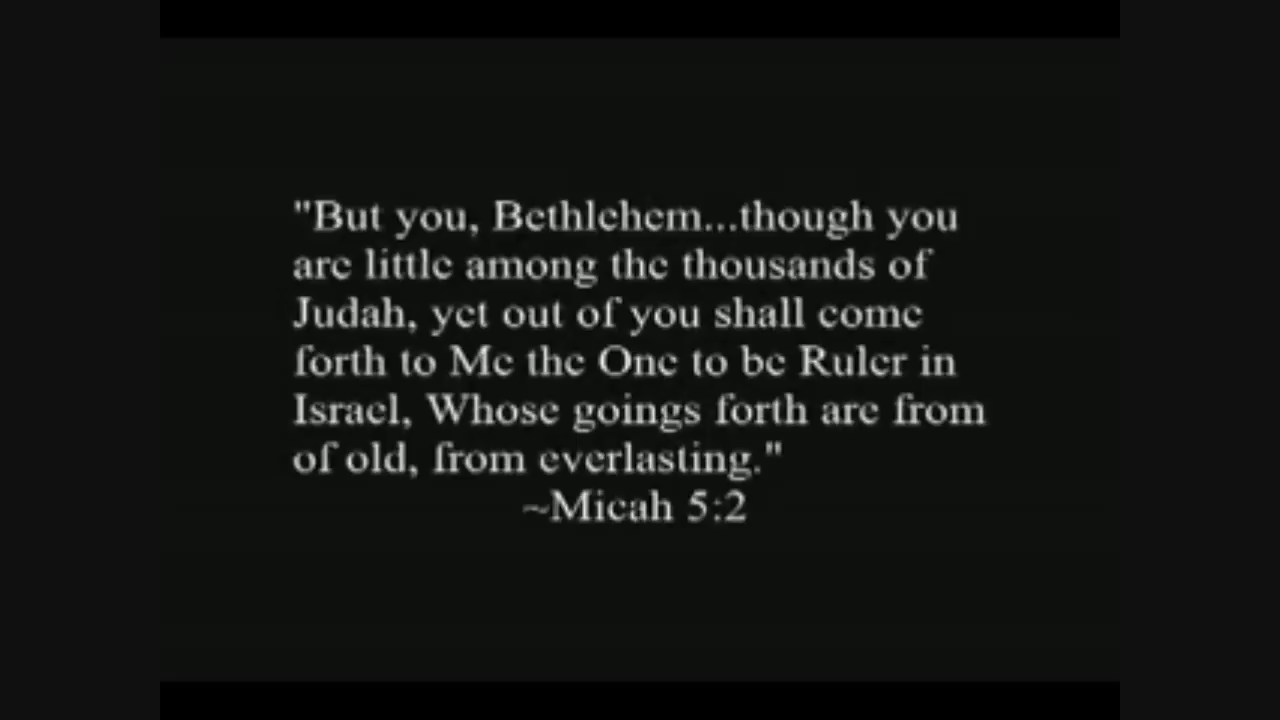 "But you, Bethlehem...though you
are little among the thousands of
Judah, yet out of you shall come
forth to Me the One to be Ruler in
Israel, Whose goings forth are from
of old, from everlasting."
~Micah 5:2